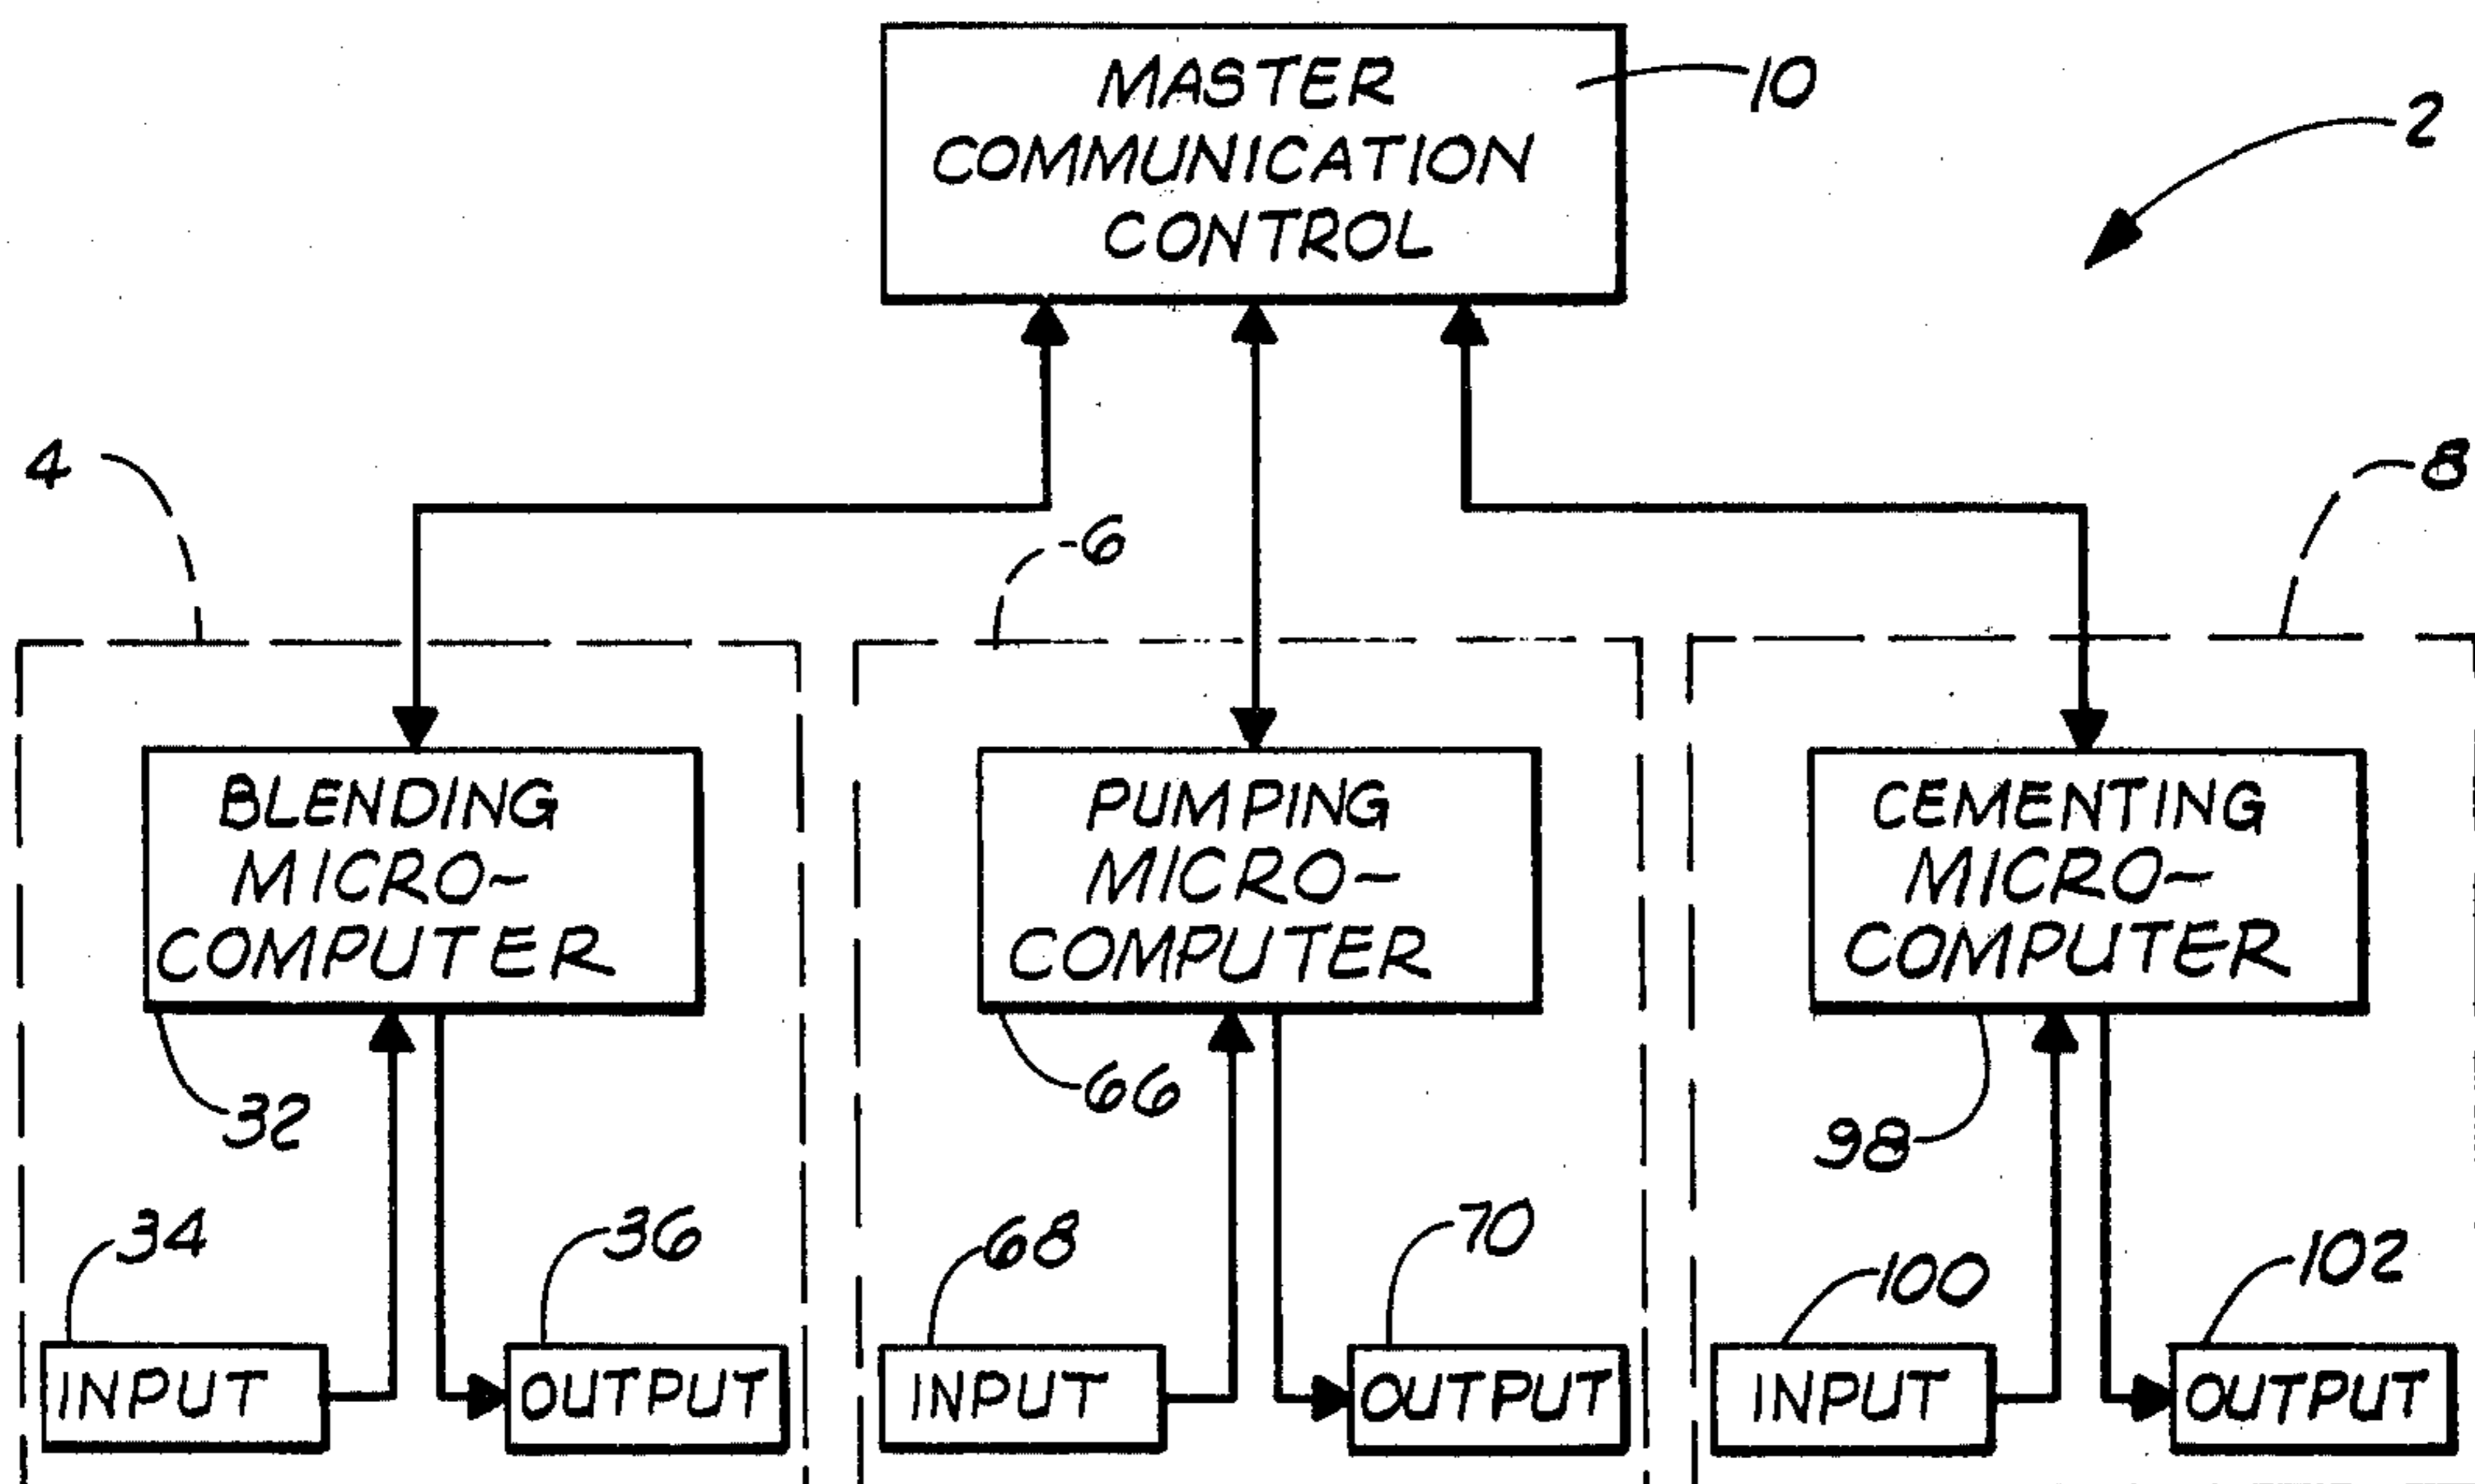 MASTER
COMMUNICATION
CONTROL
10
2
4
6
8
BLENDING
MICRO-
COMPUTER
PUMPING
MICRO-
COMPUTER
CEMENTING
MICRO-
COMPUTER
32
66
98
34
36
68
70
100
102
INPUT
OUTPUT
INPUT
OUTPUT
INPUT
OUTPUT